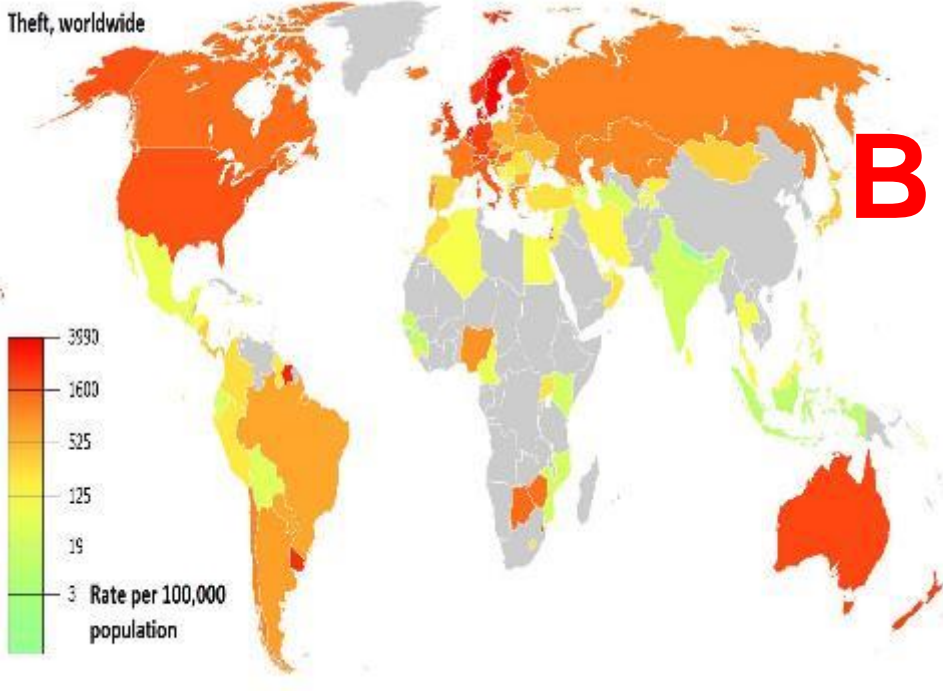 Theft, worldwide
B
3990
1600
525
125
19
3 Rate per 100,000
population